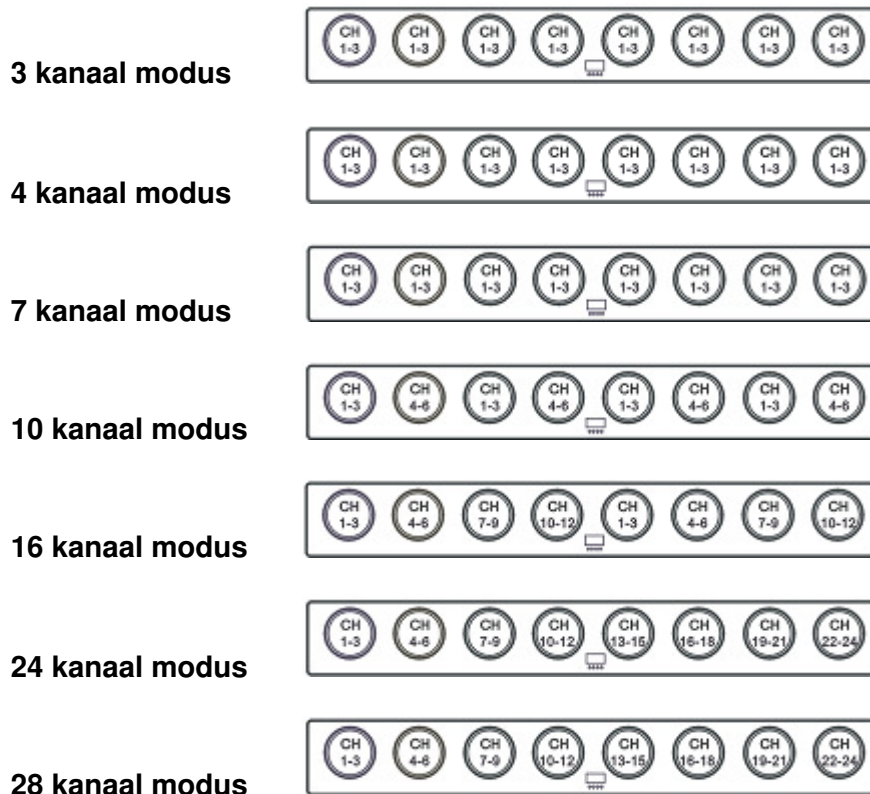 CH CH CH CH CH CH CH CH
1-3 1-3 1-3 1-3 1-3 1-3 1-3 1-3
3 kanaal modus
CH CH CH CH CH CH CH CH
1-3 1-3 1-3 1-3 1-3 1-3 1-3 1-3
4 kanaal modus
CH CH CH CH CH CH CH CH
1-3 1-3 1-3 1-3 1-3 1-3 1-3 1-3
7 kanaal modus
CH CH CH CH CH CH CH CH
1-3 4-6 1-3 4-6 1-3 4-6 1-3 4-6
10 kanaal modus
CH CH CH CH CH CH CH CH
1-3 4-6 7-9 10-12 1-3 4-6 7-9 10-12
16 kanaal modus
CH CH CH CH CH CH CH CH
1-3 4-6 7-9 10-12 13-15 16-18 19-21 22-24
24 kanaal modus
CH CH CH CH CH CH CH CH
1-3 4-6 7-9 10-12 13-15 16-18 19-21 22-24
28 kanaal modus